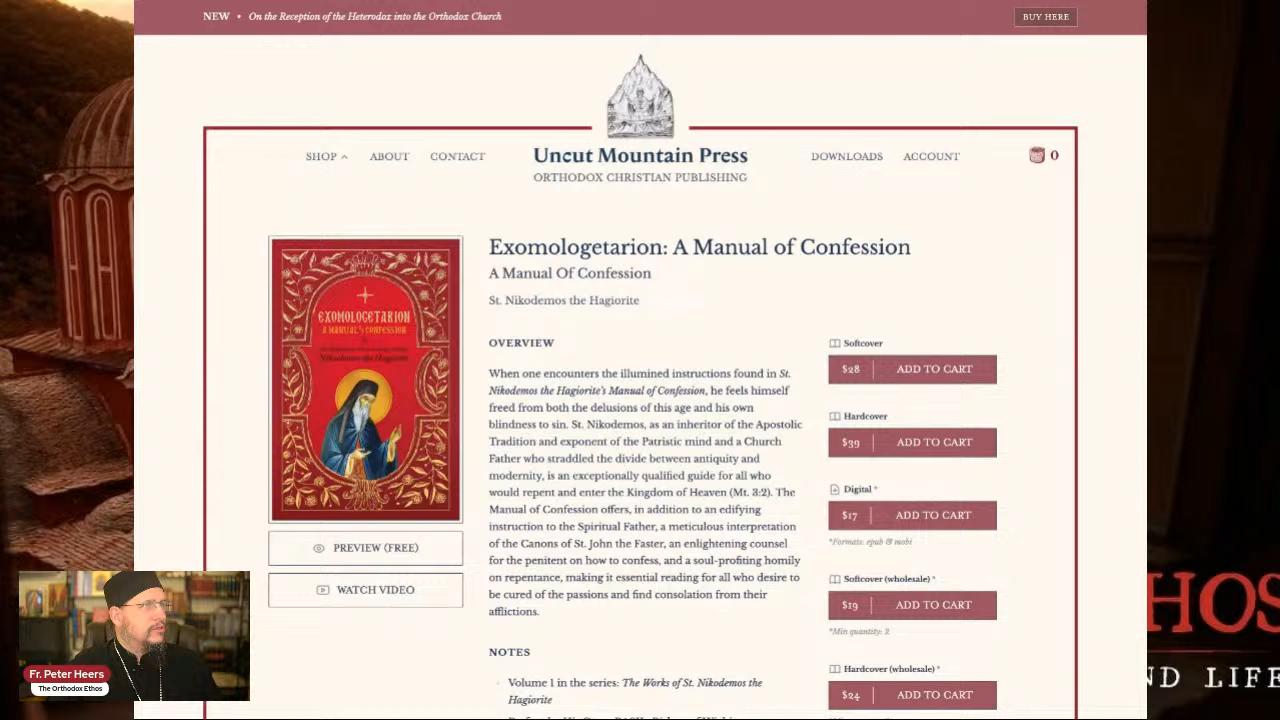 NEW • On the Reception of the Heterodox into the Orthodox Church
BUY HERE
SHOP
ABOUT
CONTACT
Uncut Mountain Press
ORTHODOX CHRISTIAN PUBLISHING
DOWNLOADS
ACCOUNT
0
EXOMOLOGETARION
A MANUAL of CONFESSION
Nikodemos the Hagiorite
PREVIEW (FREE)
WATCH VIDEO
Exomologetarion: A Manual of Confession
A Manual Of Confession
St. Nikodemos the Hagiorite
OVERVIEW
When one encounters the illumined instructions found in St.
Nikodemos the Hagiorite's Manual of Confession, he feels himself
freed from both the delusions of this age and his own
blindness to sin. St. Nikodemos, as an inheritor of the Apostolic
Tradition and exponent of the Patristic mind and a Church
Father who straddled the divide between antiquity and
modernity, is an exceptionally qualified guide for all who
would repent and enter the Kingdom of Heaven (Mt. 3:2). The
Manual of Confession offers, in addition to an edifying
instruction to the Spiritual Father, a meticulous interpretation
of the Canons of St. John the Faster, an enlightening counsel
for the penitent on how to confess, and a soul-profiting homily
on repentance, making it essential reading for all who desire to
be cured of the passions and find consolation from their
afflictions.
NOTES
Volume 1 in the series: The Works of St. Nikodemos the
Hagiorite
Softcover
$28 ADD TO CART
Hardcover
$39 ADD TO CART
Digital *
$17 ADD TO CART
*Formats: epub & mobi
Softcover (wholesale) *
$19 ADD TO CART
*Min quantity: 2
Hardcover (wholesale) *
$24 ADD TO CART
Fr. Peter Heers
The Orthodox Ethos
HOS
ND LIFE